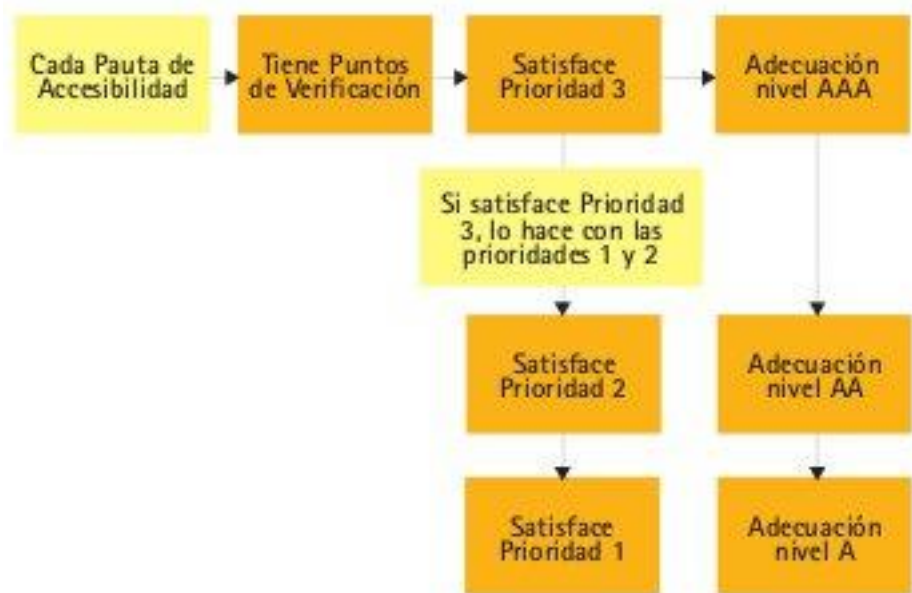 Cada Pauta de
Accesibilidad
Tiene Puntos
de Verificación
Satisface
Prioridad 3
Adecuación
nivel AAA
Si satisface Prioridad
3, lo hace con las
prioridades 1 y 2
Satisface
Prioridad 2
Adecuación
nivel AA
Satisface
Prioridad 1
Adecuación
nivel A